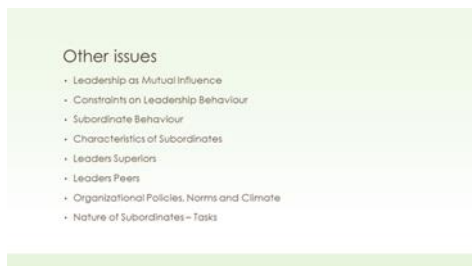 Other issues
• Leadership as Mutual Influence
• Constraints on Leadership Behaviour
• Subordinate Behaviour
• Characteristics of Subordinates
• Leaders Superiors
• Leaders Peers
• Organizational Policies, Norms and Climate
• Nature of Subordinates – Tasks